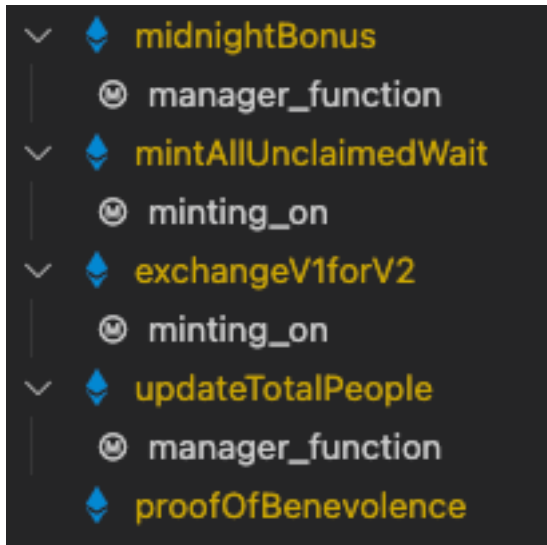 midnightBonus
manager_function
mintAllUnclaimedWait
minting_on
exchangeV1forV2
minting_on
updateTotalPeople
manager_function
proofOfBenevolence